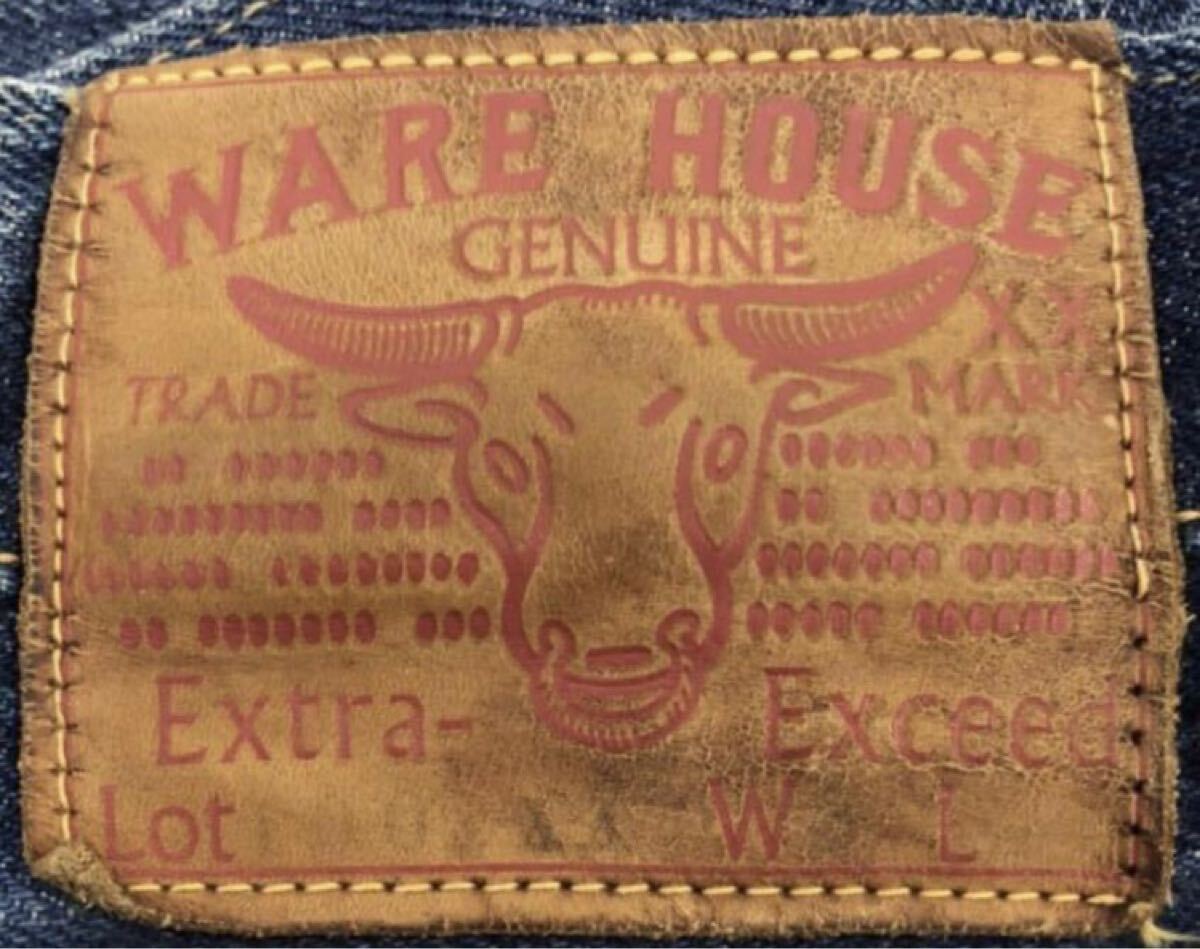 WARE HOUSE
GENUINE
XX
TRADE MARK
Extra- Exceed
Lot W L